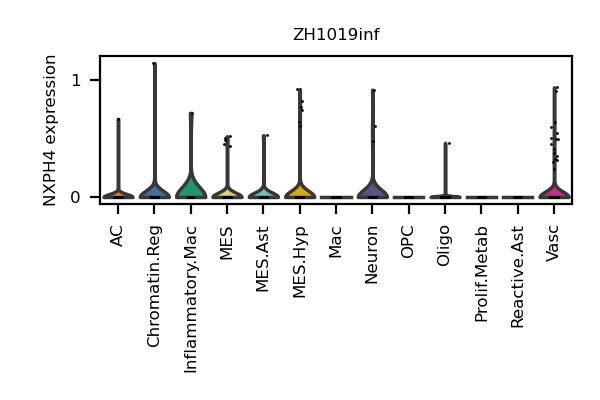 ZH1019inf
NXPH4 expression
1
0
AC
Chromatin.Reg
Inflammatory.Mac
MES
MES.Ast
MES.Hyp
Mac
Neuron
OPC
Oligo
Prolif.Metab
Reactive.Ast
Vasc